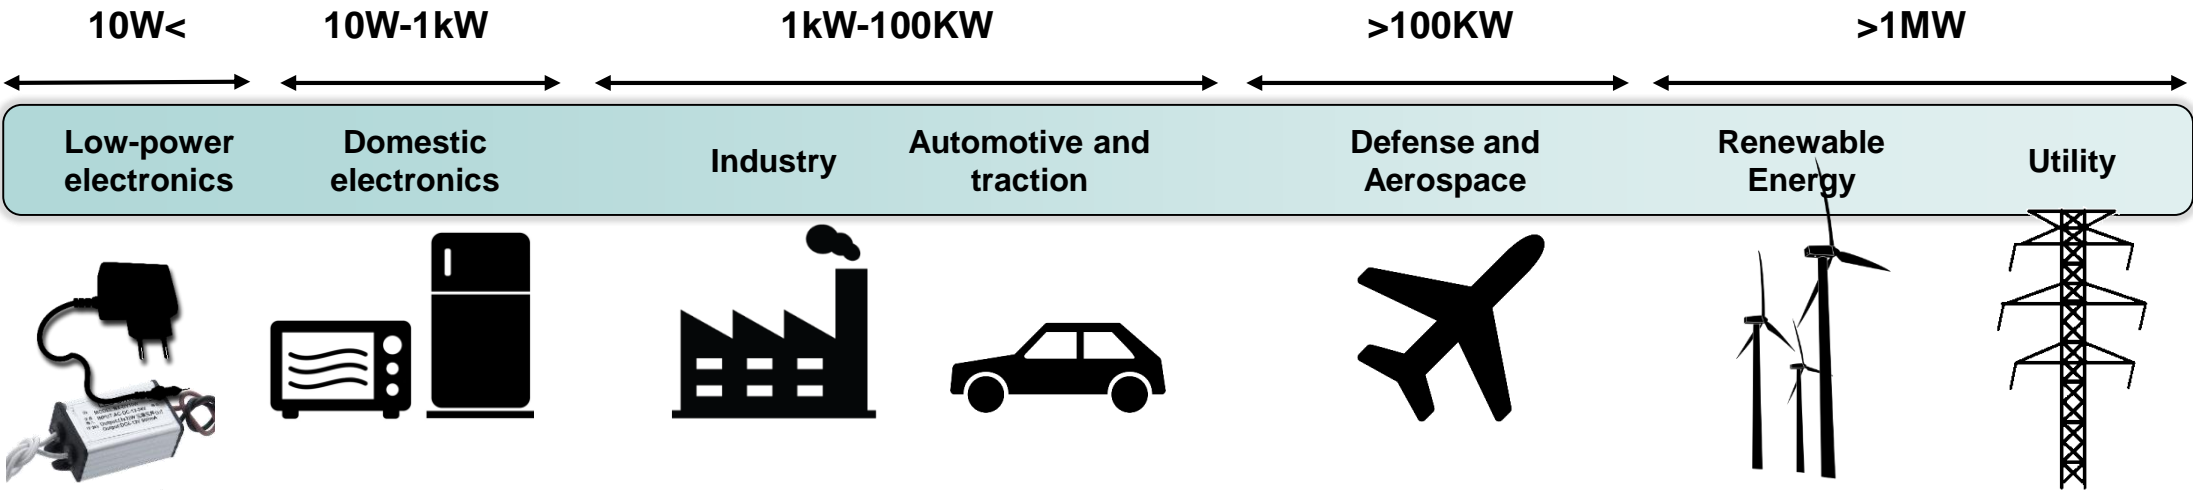 10W<
10W-1kW
1kW-100KW
>100KW
>1MW
Low-power
electronics
Domestic
electronics
Industry
Automotive and
traction
Defense and
Aerospace
Renewable
Energy
Utility